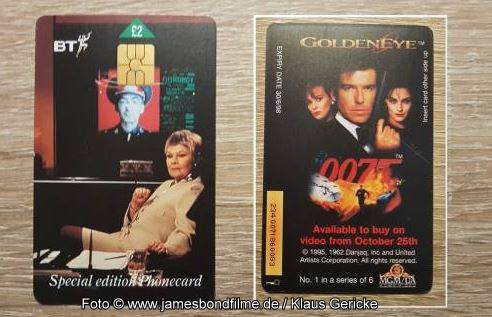 BT
£2
Special edition Phonecard
GOLDENEYE™
EXPIRY DATE 30/6/98
Insert card other side up
007™
Available to buy on
video from October 25th
© 1995, 1962 Danjaq, Inc and United
Artists Corporation. All rights reserved.
No. 1 in a series of 6
MGM/UA
Foto © www.jamesbondfilme.de / Klaus Gericke